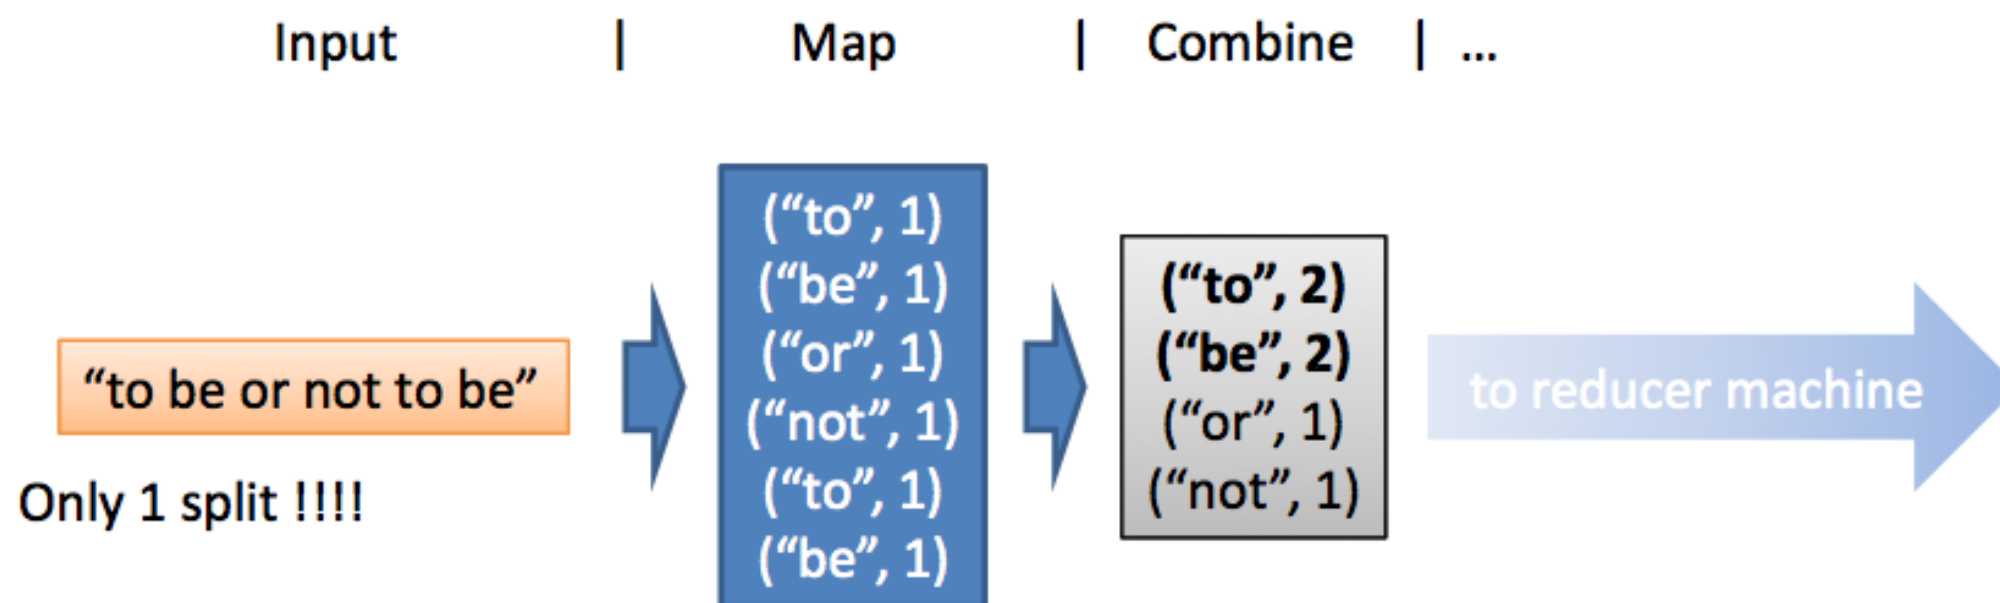 Input | Map | Combine | ...
“to be or not to be”
Only 1 split !!!!
(“to”, 1)
(“be”, 1)
(“or”, 1)
(“not”, 1)
(“to”, 1)
(“be”, 1)
(“to”, 2)
(“be”, 2)
(“or”, 1)
(“not”, 1)
to reducer machine